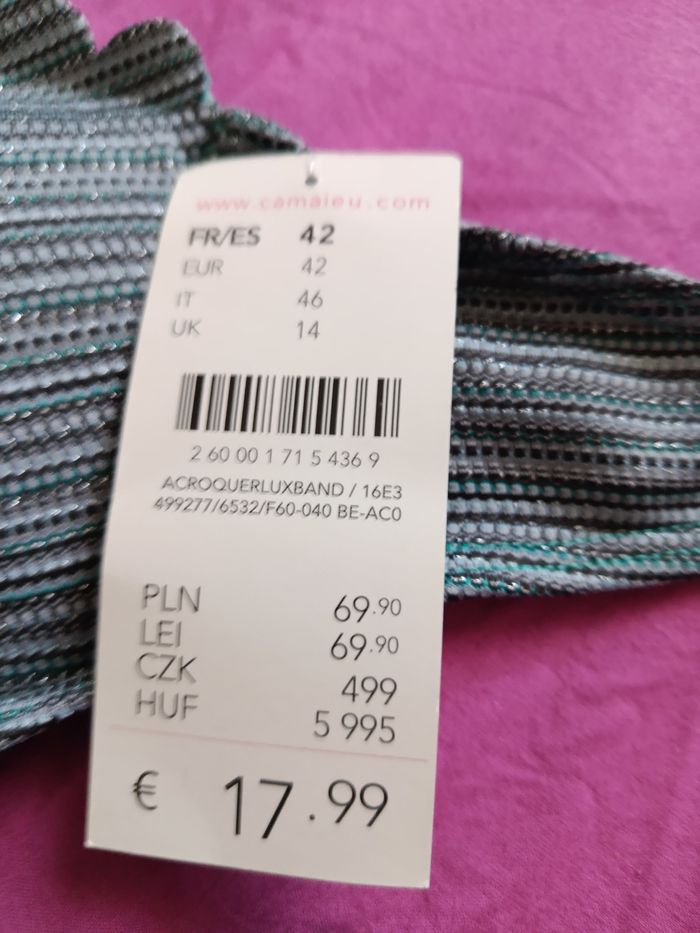 www.camaieu.com
FR/ES 42
EUR 42
IT 46
UK 14
2 60 00 1 71 5 436 9
ACROQUERLUXBAND / 16E3
499277/6532/F60-040 BE-AC0
PLN 69.90
LEI 69.90
CZK 499
HUF 5 995
€ 17.99